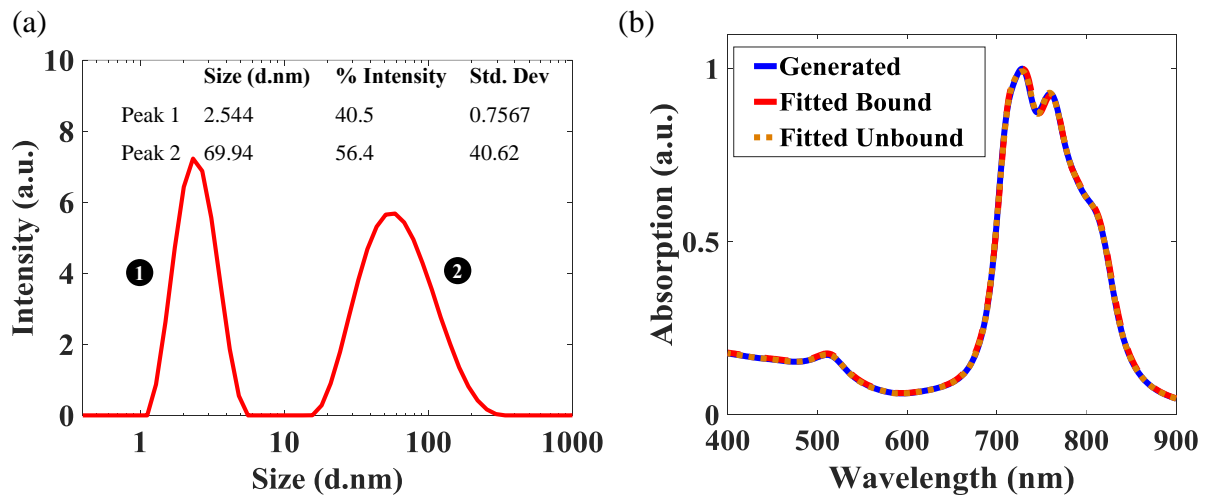 (a)
Size (d.nm) % Intensity Std. Dev
Peak 1 2.544 40.5 0.7567
Peak 2 69.94 56.4 40.62
10
8
6
4
2
0
1
2
1 10 100 1000
Intensity (a.u.)
Size (d.nm)
(b)
Generated
Fitted Bound
Fitted Unbound
1
0.5
0
400 500 600 700 800 900
Absorption (a.u.)
Wavelength (nm)